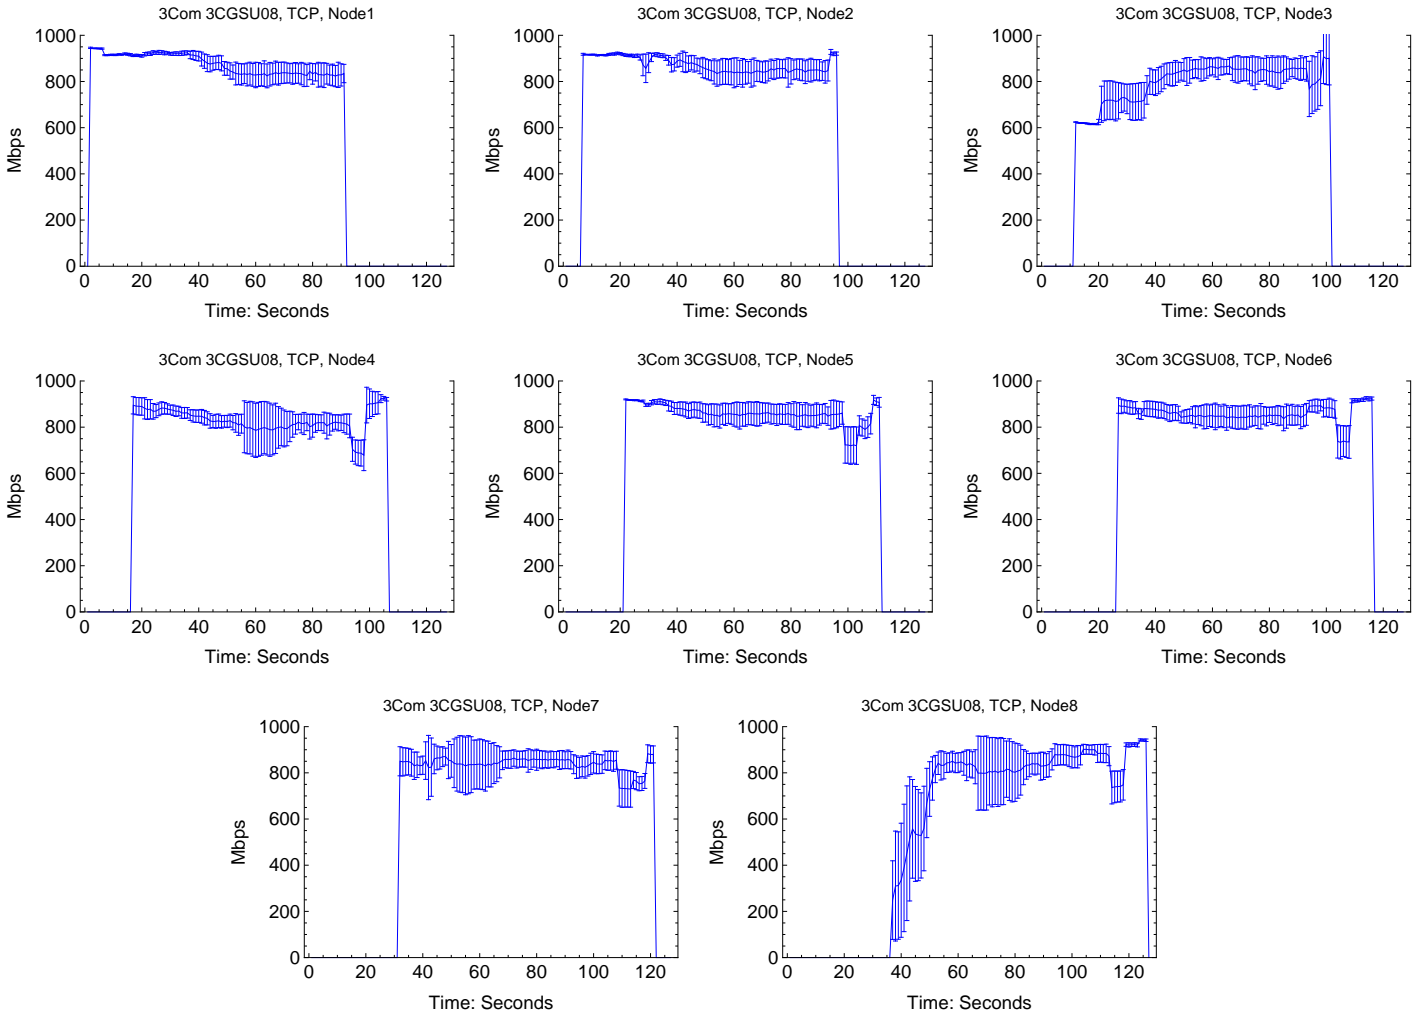 3Com 3CGSU08, TCP, Node1
1000
800
600
400
200
0
Mbps
0 20 40 60 80 100 120
Time: Seconds
3Com 3CGSU08, TCP, Node2
1000
800
600
400
200
0
Mbps
0 20 40 60 80 100 120
Time: Seconds
3Com 3CGSU08, TCP, Node3
1000
800
600
400
200
0
Mbps
0 20 40 60 80 100 120
Time: Seconds
3Com 3CGSU08, TCP, Node4
1000
800
600
400
200
0
Mbps
0 20 40 60 80 100 120
Time: Seconds
3Com 3CGSU08, TCP, Node5
1000
800
600
400
200
0
Mbps
0 20 40 60 80 100 120
Time: Seconds
3Com 3CGSU08, TCP, Node6
1000
800
600
400
200
0
Mbps
0 20 40 60 80 100 120
Time: Seconds
3Com 3CGSU08, TCP, Node7
1000
800
600
400
200
0
Mbps
0 20 40 60 80 100 120
Time: Seconds
3Com 3CGSU08, TCP, Node8
1000
800
600
400
200
0
Mbps
0 20 40 60 80 100 120
Time: Seconds